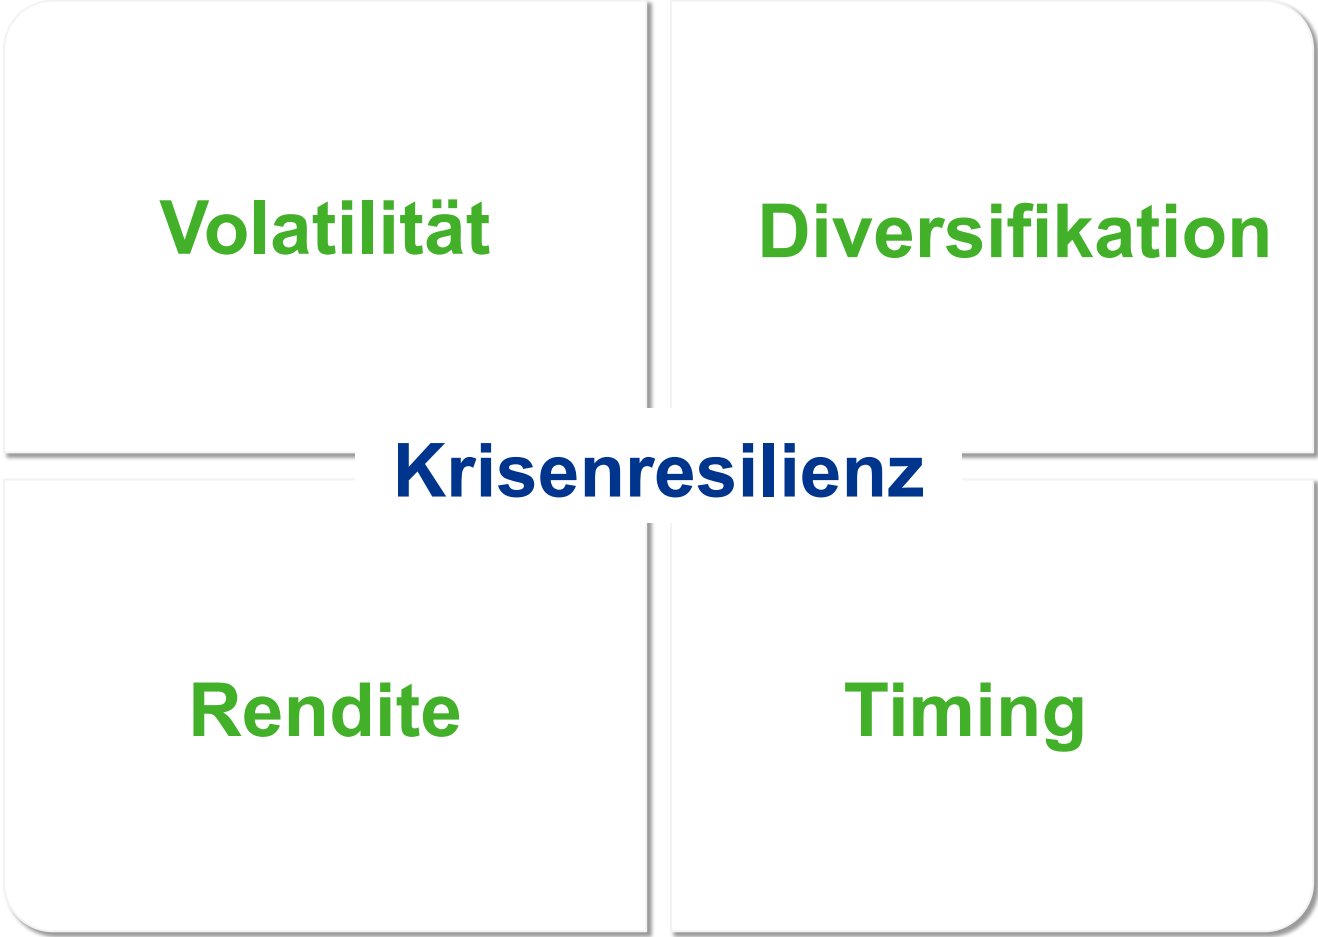 Volatilität
Diversifikation
Krisenresilienz
Rendite
Timing